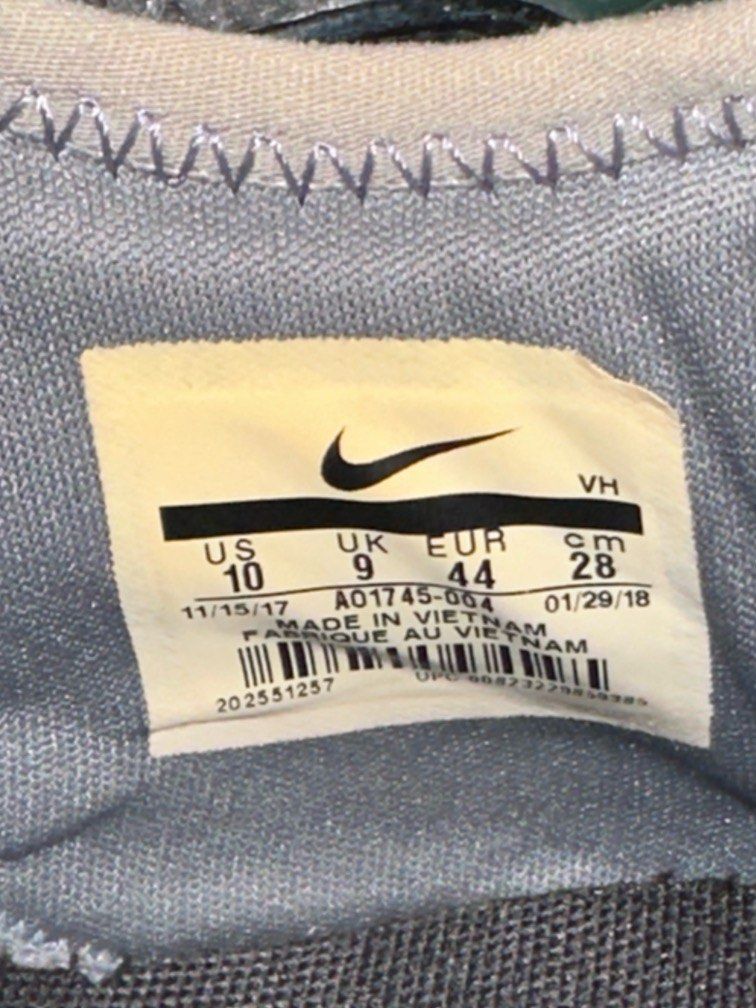 VH
US UK EUR cm
10 9 44 28
11/15/17 AO1745-004 01/29/18
MADE IN VIETNAM
FABRIQUE AU VIETNAM
202551257 UPC